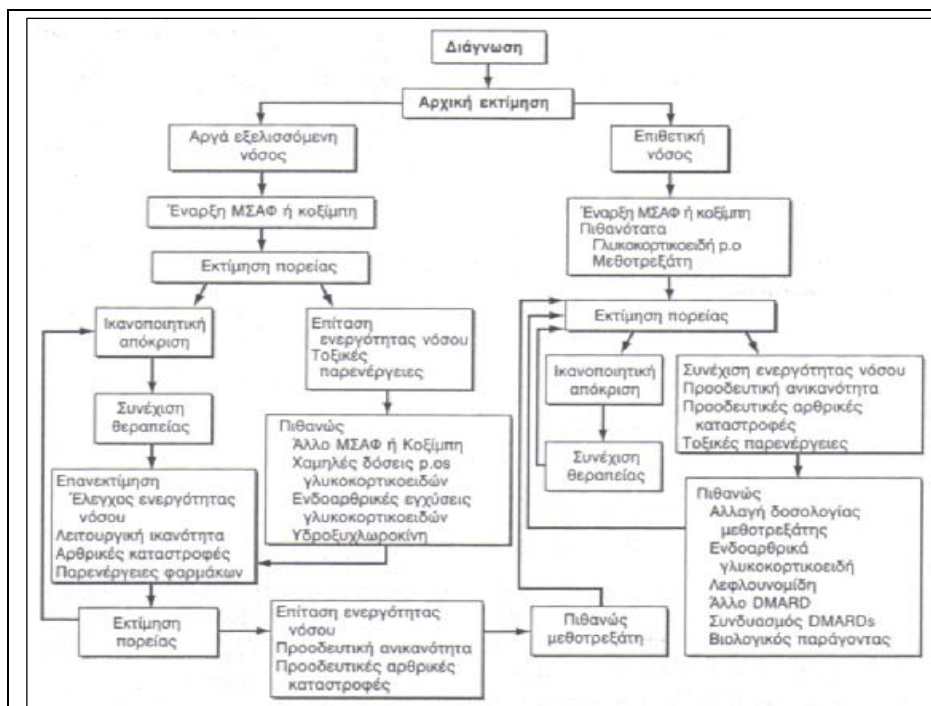 Διάγνωση
Αρχική εκτίμηση
Αργά εξελισσόμενη
νόσος
Έναρξη ΜΣΑΦ ή κοξίμπη
Εκτίμηση πορείας
Ικανοποιητική
απόκριση
Συνέχιση
θεραπείας
Επανεκτίμηση
Έλεγχος ενεργότητας
νόσου
Λειτουργική ικανότητα
Αρθρικές καταστροφές
Παρενέργειες φαρμάκων
Εκτίμηση
πορείας
Επίταση
ενεργότητας νόσου
Τοξικές
παρενέργειες
Πιθανώς
Άλλο ΜΣΑΦ ή Κοξίμπη
Χαμηλές δόσεις p.os
γλυκοκορτικοειδών
Ενδοαρθρικές εγχύσεις
γλυκοκορτικοειδών
Υδροξυχλωροκίνη
Επίταση ενεργότητας
νόσου
Προοδευτική ανικανότητα
Προοδευτικές αρθρικές
καταστροφές
Πιθανώς
μεθοτρεξάτη
Επιθετική
νόσος
Έναρξη ΜΣΑΦ ή κοξίμπη
Πιθανότατα
Γλυκοκορτικοειδή p.o
Μεθοτρεξάτη
Εκτίμηση πορείας
Ικανοποιητική
απόκριση
Συνέχιση
θεραπείας
Συνέχιση ενεργότητας νόσου
Προοδευτική ανικανότητα
Προοδευτικές αρθρικές
καταστροφές
Τοξικές παρενέργειες
Πιθανώς
Αλλαγή δοσολογίας
μεθοτρεξάτης
Ενδοαρθρικά
γλυκοκορτικοειδή
Λεφλουνομίδη
Άλλο DMARD
Συνδυασμός DMARDs
Βιολογικός παράγοντας